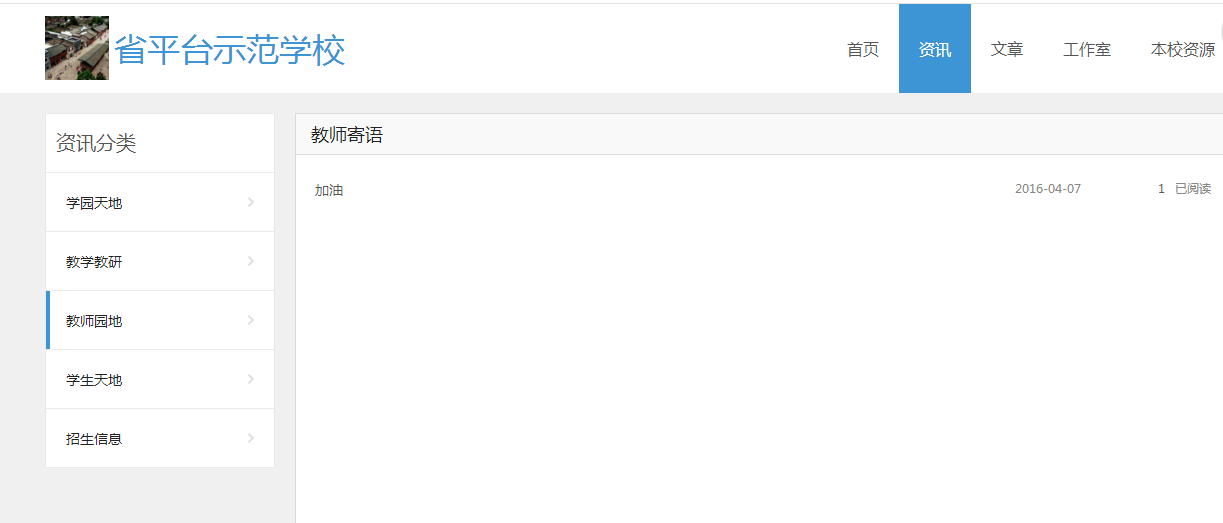 省平台示范学校
首页 资讯 文章 工作室 本校资源
资讯分类
学园天地
教学教研
教师园地
学生天地
招生信息
教师寄语
加油 2016-04-07 1 已阅读